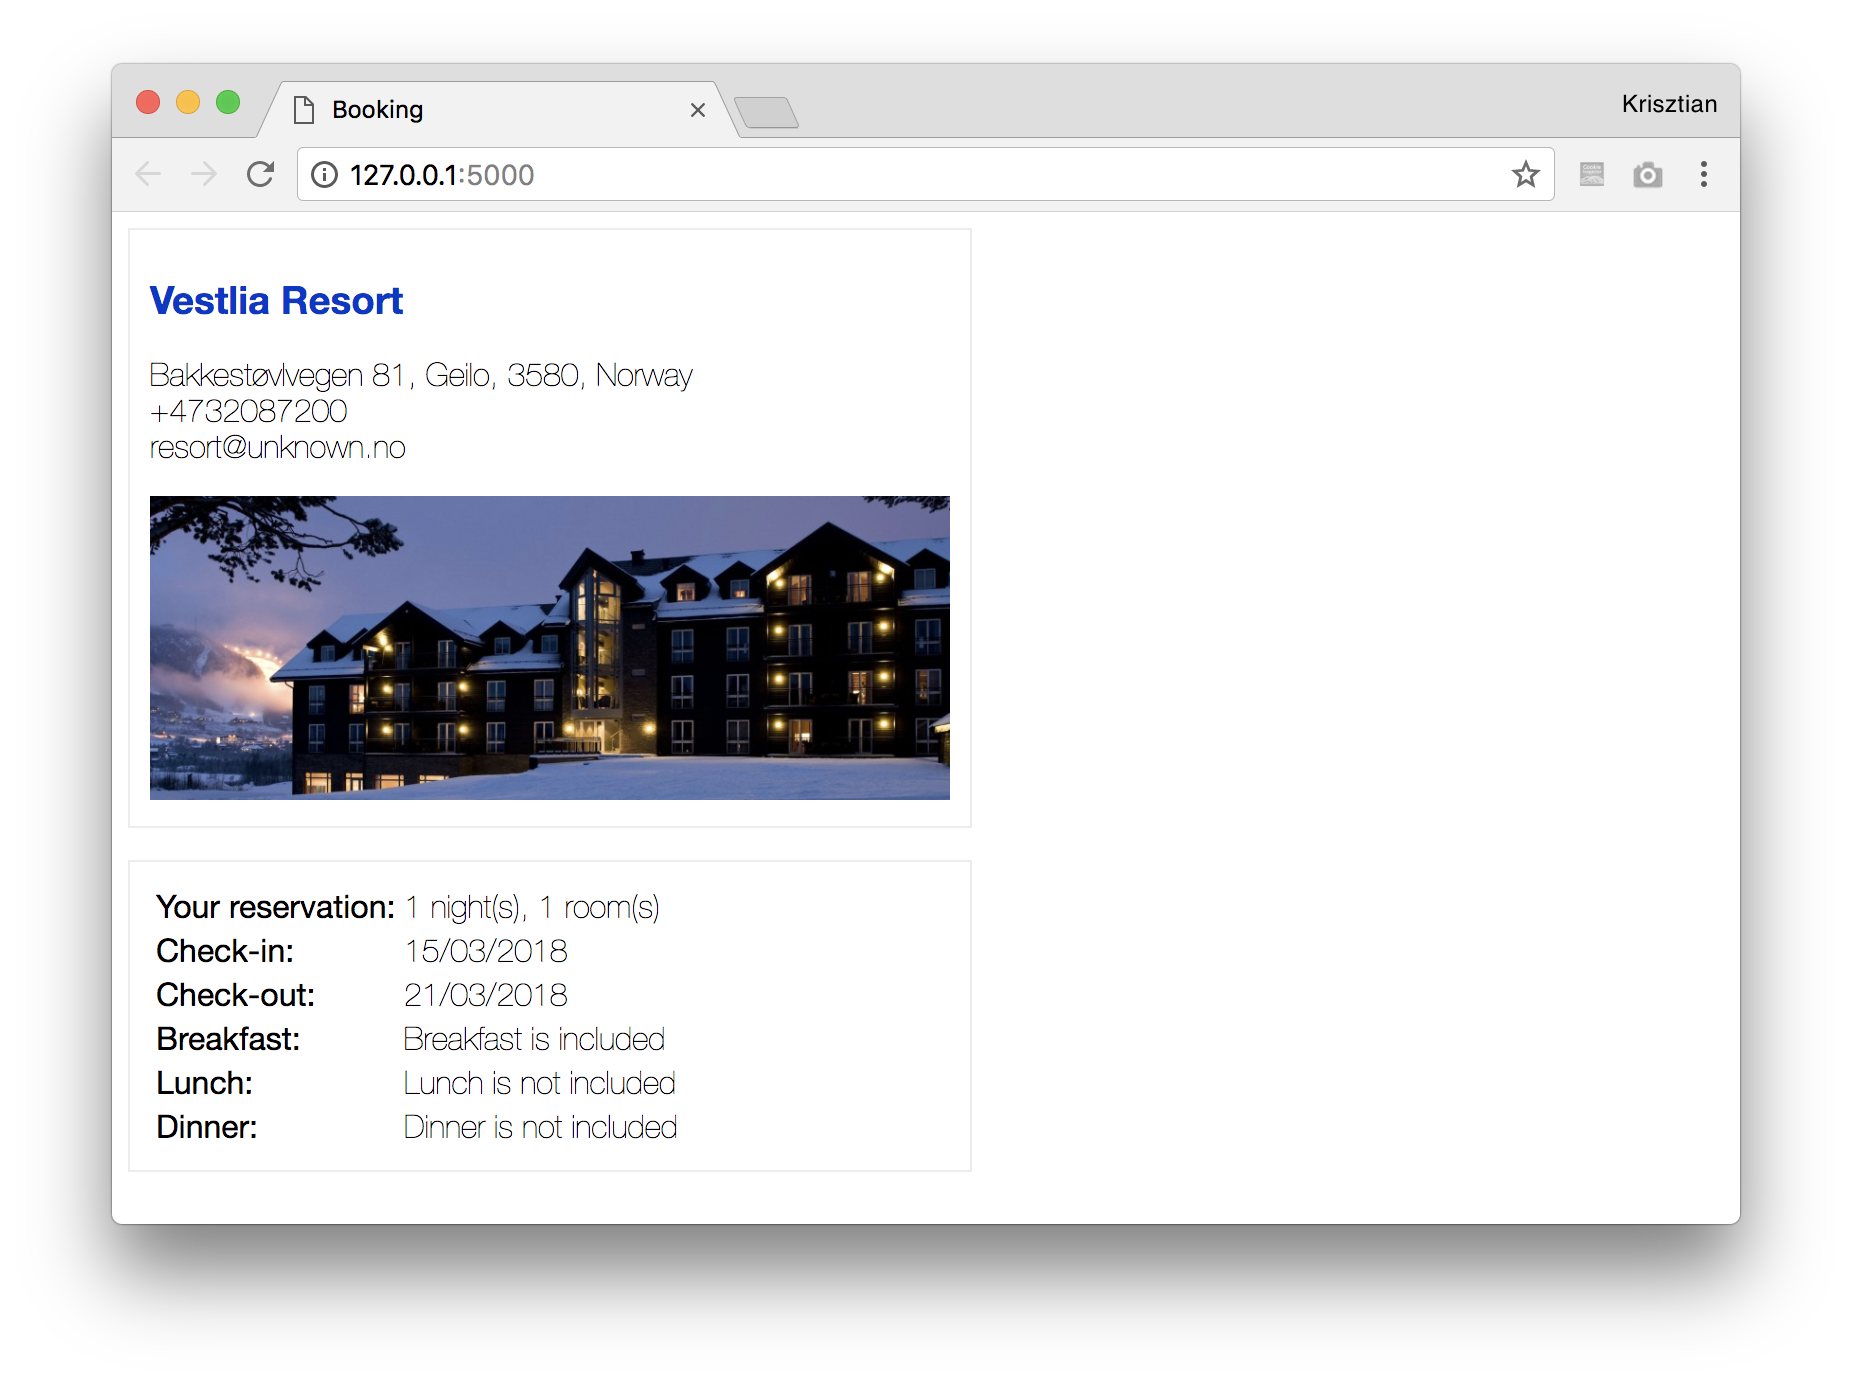 Booking
Krisztian
127.0.0.1:5000
Vestlia Resort
Bakkestøvlvegen 81, Geilo, 3580, Norway
+4732087200
resort@unknown.no
Your reservation: 1 night(s), 1 room(s)
Check-in: 15/03/2018
Check-out: 21/03/2018
Breakfast: Breakfast is included
Lunch: Lunch is not included
Dinner: Dinner is not included